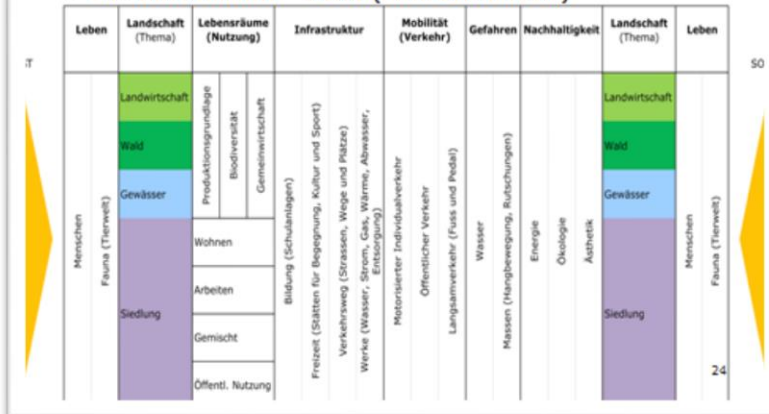 Leben
Landschaft
(Thema)
Lebensräume
(Nutzung)
Infrastruktur
Mobilität
(Verkehr)
Gefahren
Nachhaltigkeit
Landschaft
(Thema)
Leben
SO
Menschen
Fauna (Tierwelt)
Landwirtschaft
Wald
Gewässer
Siedlung
Produktionsgrundlage
Biodiversität
Gemeinwirtschaft
Wohnen
Arbeiten
Gemischt
Öffentl. Nutzung
Bildung (Schulanlagen)
Freizeit (Stätten für Begegnung, Kultur und Sport)
Verkehrsweg (Strassen, Wege und Plätze)
Werke (Wasser, Strom, Gas, Wärme, Abwasser,
Entsorgung)
Motorisierter Individualverkehr
Öffentlicher Verkehr
Langsamverkehr (Fuss und Pedal)
Wasser
Massen (Hangbewegung, Rutschungen)
Energie
Ökologie
Ästhetik
Landwirtschaft
Wald
Gewässer
Siedlung
Menschen
Fauna (Tierwelt)
24